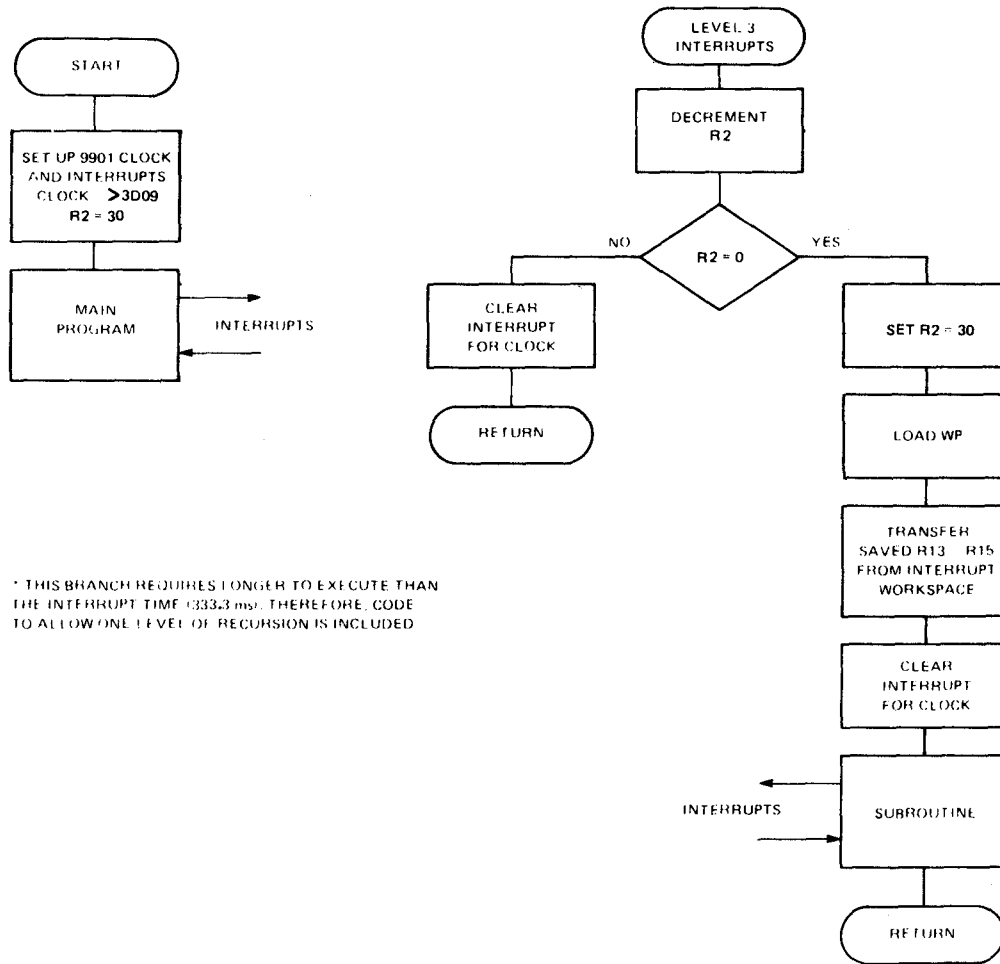 START
SET UP 9901 CLOCK
AND INTERRUPTS
CLOCK >3D09
R2 = 30
MAIN
PROGRAM
INTERRUPTS
LEVEL 3
INTERRUPTS
DECREMENT
R2
NO
R2 = 0
YES
CLEAR
INTERRUPT
FOR CLOCK
RETURN
SET R2 = 30
LOAD WP
TRANSFER
SAVED R13 R15
FROM INTERRUPT
WORKSPACE
CLEAR
INTERRUPT
FOR CLOCK
INTERRUPTS
SUBROUTINE
RETURN
* THIS BRANCH REQUIRES LONGER TO EXECUTE THAN
THE INTERRUPT TIME (333.3 ms). THEREFORE, CODE
TO ALLOW ONE LEVEL OF RECURSION IS INCLUDED